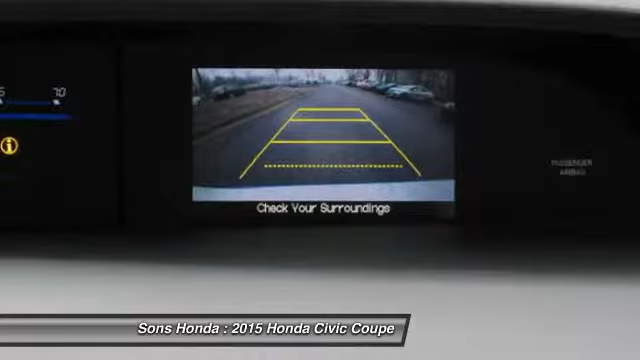 5 70
i
PASSENGER
AIRBAG
Check Your Surroundings
Sons Honda : 2015 Honda Civic Coupe